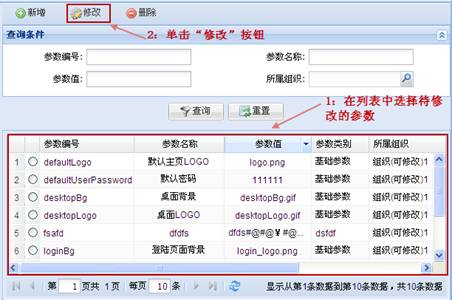 新增 修改 删除
2：单击“修改”按钮
查询条件
参数编号: 参数名称:
参数值: 所属组织:
1：在列表中选择待修改的参数
查询 重置
参数编号 参数名称 参数值 参数类别 所属组织
1 defaultLogo 默认主页LOGO logo.png 基础参数 组织(可修改)1
2 defaultUserPassword 默认密码 111111 基础参数 组织(可修改)1
3 desktopBg 桌面背景 desktopBg.gif 基础参数 组织(可修改)1
4 desktopLogo 桌面LOGO desktopLogo.gif 基础参数 组织(可修改)1
5 fsafd dfdfs dfds#@#@¥#@... dsfdf 组织(可修改)1
6 loginBg 登陆页面背景 login_logo.png 基础参数 组织(可修改)1
第 1 页共 1 页 每页 10 条 显示从第1条数据到第10条数据，共10条数据